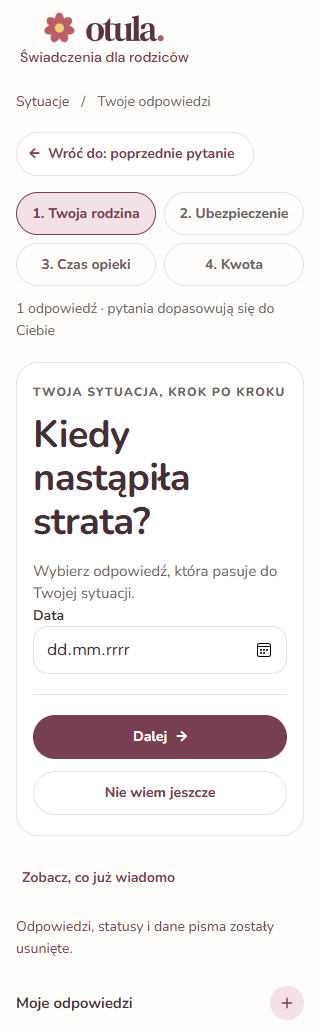 otula.
Świadczenia dla rodziców
Sytuacje / Twoje odpowiedzi
← Wróć do: poprzednie pytanie
1. Twoja rodzina
2. Ubezpieczenie
3. Czas opieki
4. Kwota
1 odpowiedź · pytania dopasowują się do
Ciebie
TWOJA SYTUACJA, KROK PO KROKU
Kiedy
nastąpiła
strata?
Wybierz odpowiedź, która pasuje do
Twojej sytuacji.
Data
dd.mm.rrrr
Dalej →
Nie wiem jeszcze
Zobacz, co już wiadomo
Odpowiedzi, statusy i dane pisma zostały
usunięte.
Moje odpowiedzi
+